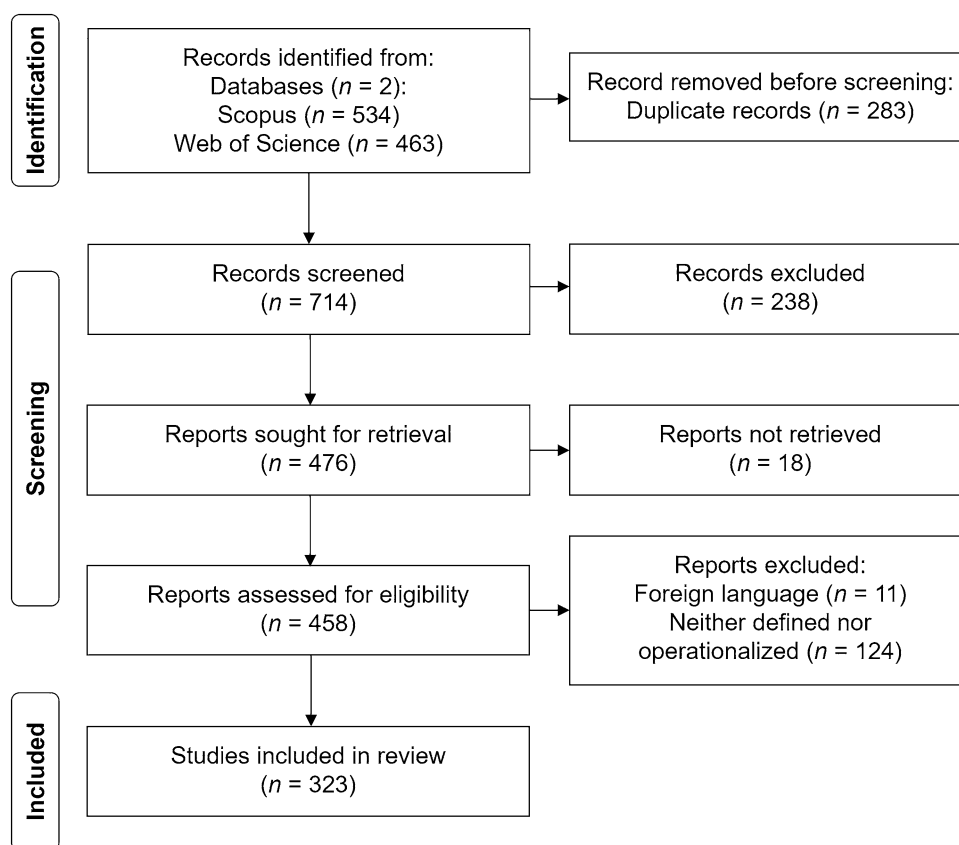 Identification
Records identified from:
Databases (n = 2):
Scopus (n = 534)
Web of Science (n = 463)
Record removed before screening:
Duplicate records (n = 283)
Screening
Records screened
(n = 714)
Records excluded
(n = 238)
Reports sought for retrieval
(n = 476)
Reports not retrieved
(n = 18)
Reports assessed for eligibility
(n = 458)
Reports excluded:
Foreign language (n = 11)
Neither defined nor
operationalized (n = 124)
Included
Studies included in review
(n = 323)